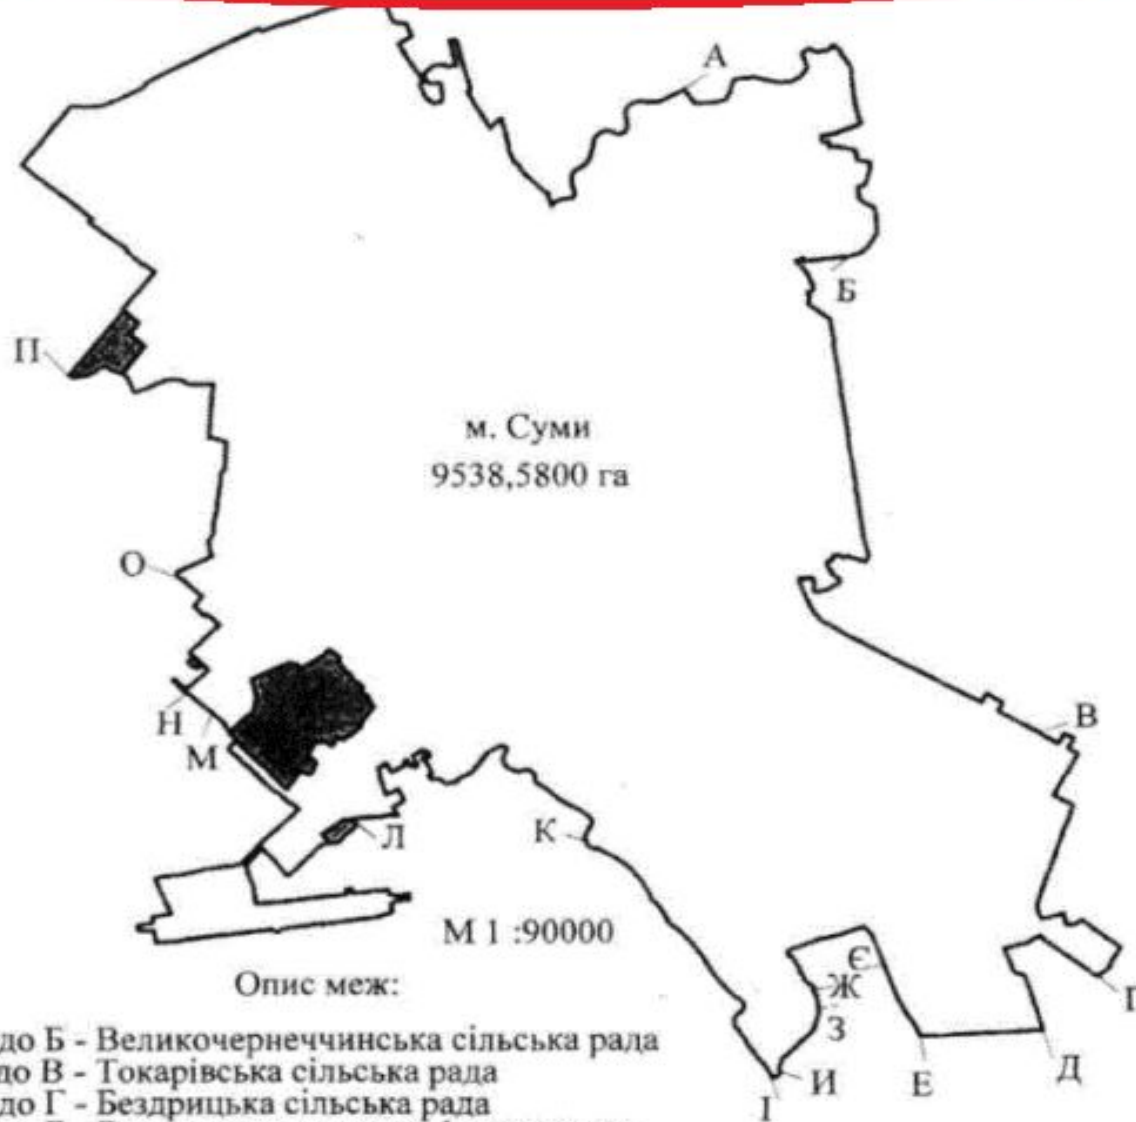 А
Б
П
м. Суми
9538,5800 га
О
В
Н
М
Л
К
М 1 :90000
Є
Ж
З
Опис меж:
Д
Е
И
І
до Б - Великочернеччинська сільська рада
до В - Токарівська сільська рада
до Г - Бездрицька сільська рада